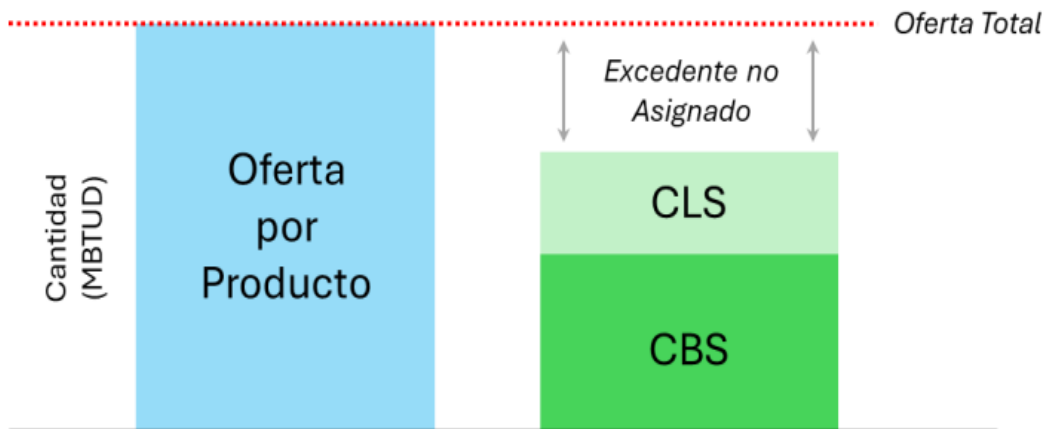 Oferta Total
Excedente no
Asignado
Oferta
por
Producto
CLS
CBS
Cantidad
(MBTUD)